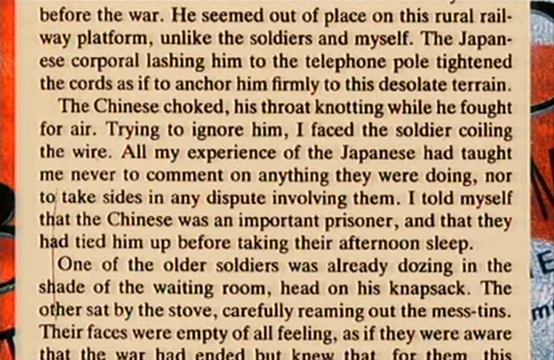 before the war. He seemed out of place on this rural rail-
way platform, unlike the soldiers and myself. The Japan-
ese corporal lashing him to the telephone pole tightened
the cords as if to anchor him firmly to this desolate terrain.
The Chinese choked, his throat knotting while he fought
for air. Trying to ignore him, I faced the soldier coiling
the wire. All my experience of the Japanese had taught
me never to comment on anything they were doing, nor
to take sides in any dispute involving them. I told myself
that the Chinese was an important prisoner, and that they
had tied him up before taking their afternoon sleep.
One of the older soldiers was already dozing in the
shade of the waiting room, head on his knapsack. The
other sat by the stove, carefully reaming out the mess-tins.
Their faces were empty of all feeling, as if they were aware
that the war had ended but knew that, for them, this